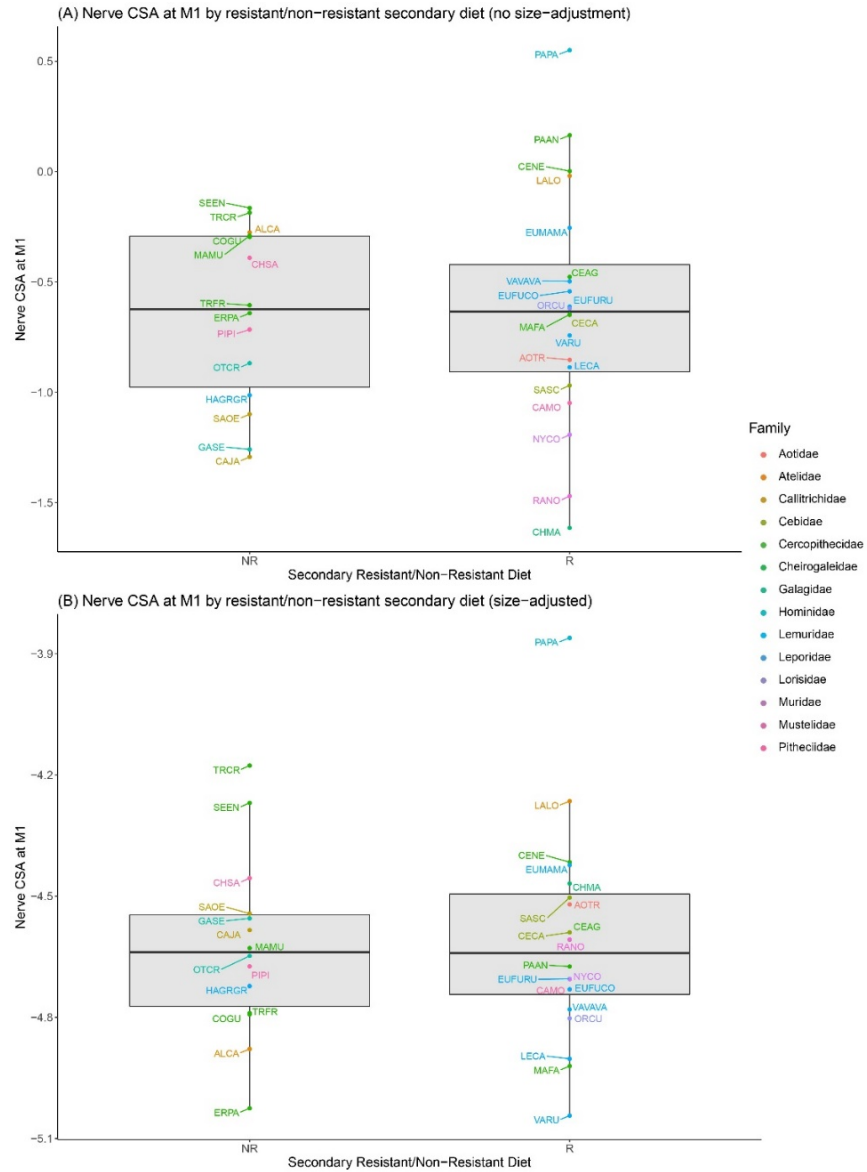 (A) Nerve CSA at M1 by resistant/non−resistant secondary diet (no size−adjustment)
Nerve CSA at M1
0.5
0.0
−0.5
−1.0
−1.5
PAPA
PAAN
CENE
LALO
SEEN
TRCR
ALCA
EUMAMA
COGU
MAMU
CHSA
CEAG
VAVAVA
EUFUCO
EUFURU
TRFR
ORCU
ERPA
MAFA
CECA
PIPI
VARU
OTCR
AOTR
LECA
HAGRGR
SASC
SAOE
CAMO
NYCO
GASE
CAJA
RANO
CHMA
NR
R
Secondary Resistant/Non−Resistant Diet
Family
Aotidae
Atelidae
Callitrichidae
Cebidae
Cercopithecidae
Cheirogaleidae
Galagidae
Hominidae
Lemuridae
Leporidae
Lorisidae
Muridae
Mustelidae
Pitheciidae
(B) Nerve CSA at M1 by resistant/non−resistant secondary diet (size−adjusted)
Nerve CSA at M1
−3.9
−4.2
−4.5
−4.8
−5.1
PAPA
TRCR
SEEN
LALO
CENE
EUMAMA
CHSA
CHMA
SAOE
AOTR
GASE
SASC
CAJA
CECA
CEAG
MAMU
RANO
OTCR
PIPI
PAAN
HAGRGR
EUFURU
NYCO
CAMO
EUFUCO
COGU
TRFR
VAVAVA
ORCU
ALCA
LECA
MAFA
ERPA
VARU
NR
R
Secondary Resistant/Non−Resistant Diet